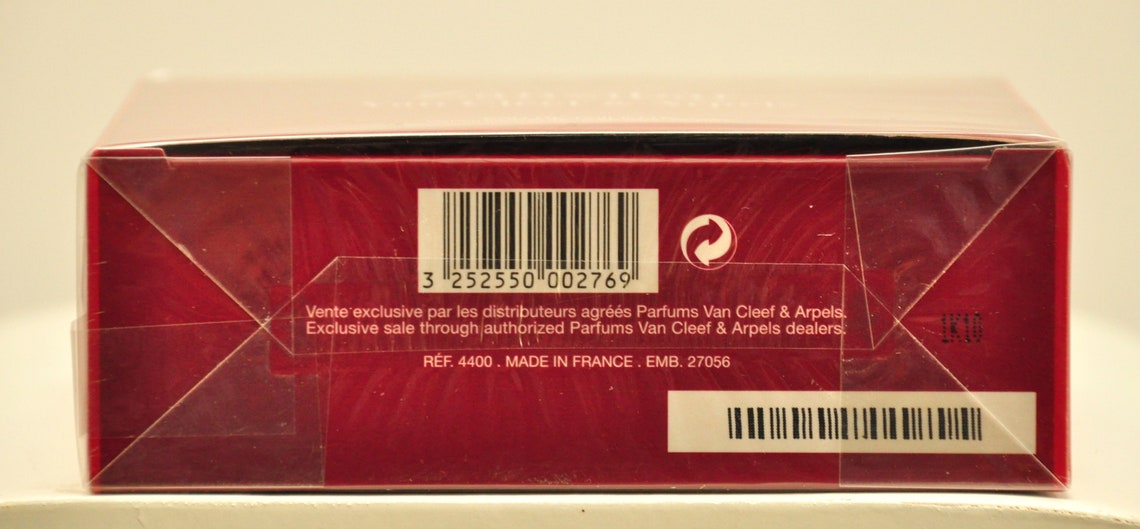 3 252550 002769
Vente exclusive par les distributeurs agréés Parfums Van Cleef & Arpels.
Exclusive sale through authorized Parfums Van Cleef & Arpels dealers.
1K10
RÉF. 4400 . MADE IN FRANCE . EMB. 27056